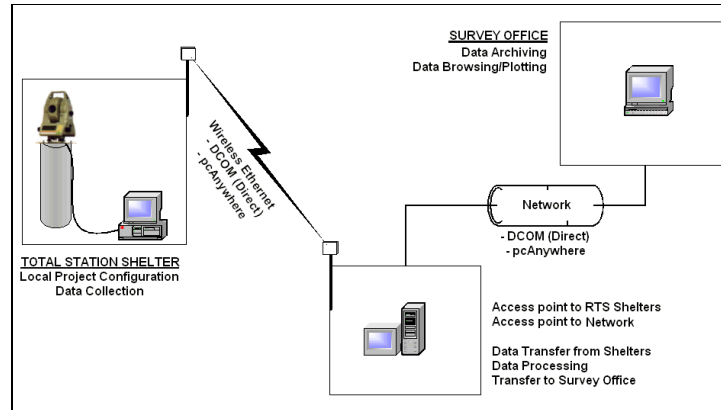 SURVEY OFFICE
Data Archiving
Data Browsing/Plotting
Wireless Ethernet
- DCOM (Direct)
- pcAnywhere
Network
- DCOM (Direct)
- pcAnywhere
TOTAL STATION SHELTER
Local Project Configuration
Data Collection
Access point to RTS Shelters
Access point to Network
Data Transfer from Shelters
Data Processing
Transfer to Survey Office